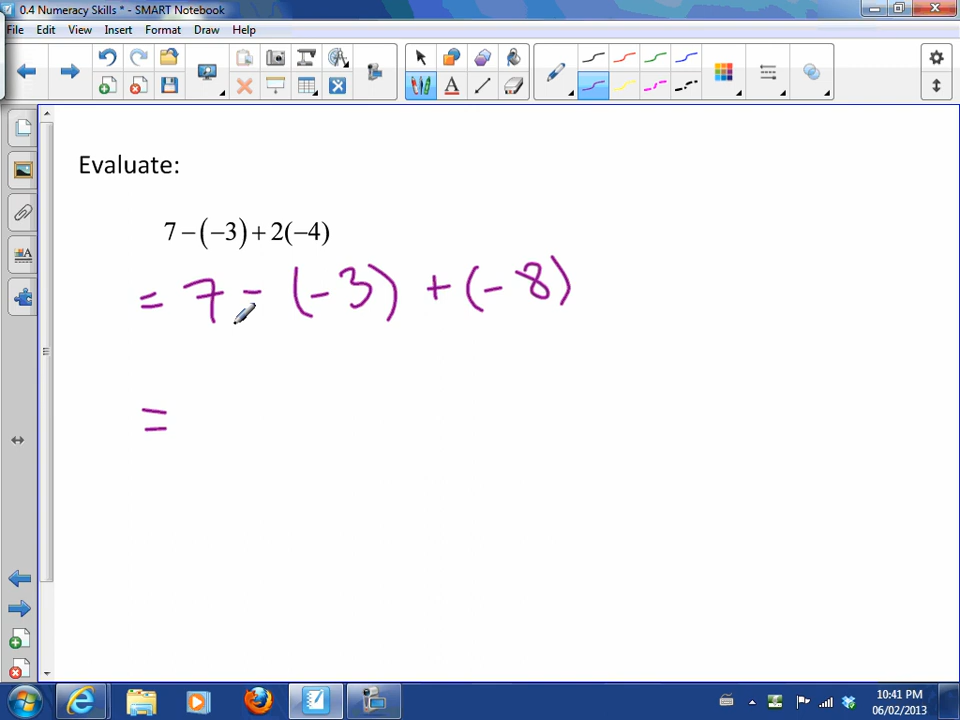 0.4 Numeracy Skills * - SMART Notebook
File Edit View Insert Format Draw Help
Evaluate:
7−(−3)+2(−4)
= 7 - (-3) + (-8)
=
10:41 PM
06/02/2013